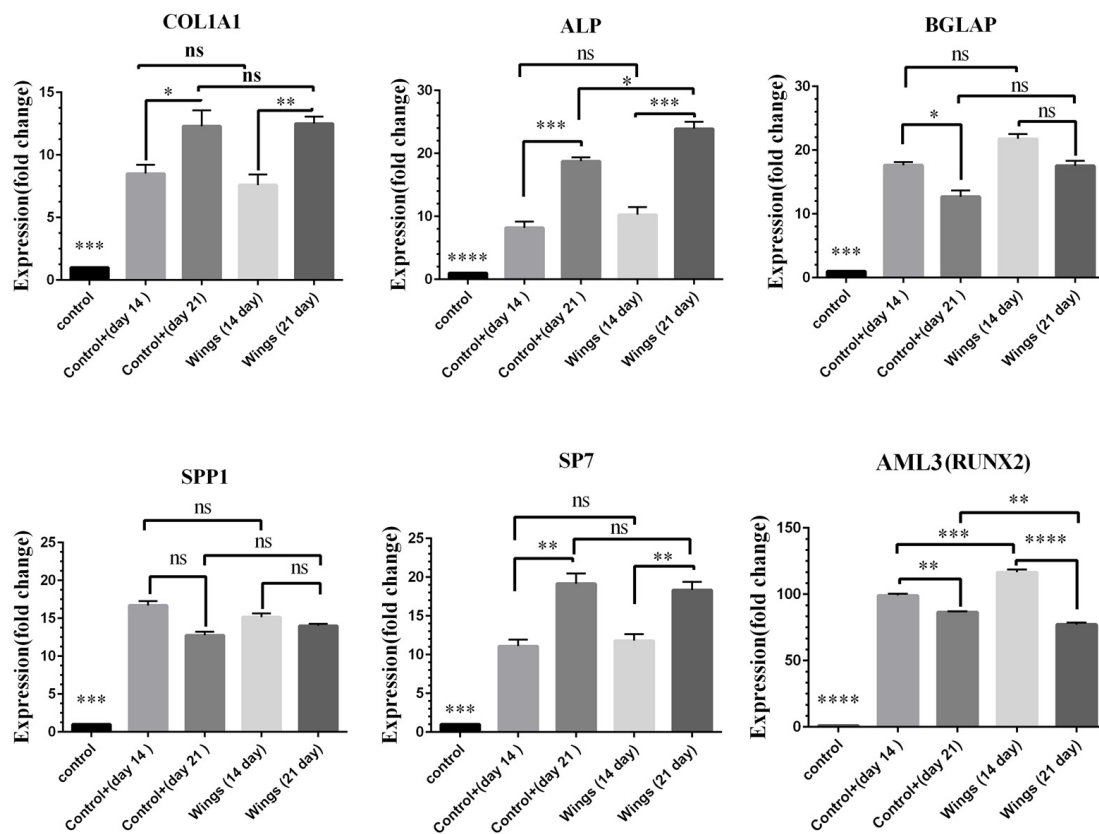 COL1A1
ns
ns
*
**
Expression(fold change)
15
10
5
0
***
control
Control+(day 14 )
Control+(day 21)
Wings (14 day)
Wings (21 day)
ALP
ns
*
***
***
Expression(fold change)
30
20
10
0
****
control
Control+(day 14 )
Control+(day 21)
Wings (14 day)
Wings (21 day)
BGLAP
ns
ns
*
ns
Expression(fold change)
30
20
10
0
***
control
Control+(day 14 )
Control+(day 21)
Wings (14 day)
Wings (21 day)
SPP1
ns
ns
ns
ns
Expression(fold change)
25
20
15
10
5
0
***
control
Control+(day 14 )
Control+(day 21)
Wings (14 day)
Wings (21 day)
SP7
ns
ns
**
**
Expression(fold change)
25
20
15
10
5
0
***
control
Control+(day 14 )
Control+(day 21)
Wings (14 day)
Wings (21 day)
AML3(RUNX2)
**
***
****
**
Expression(fold change)
150
100
50
0
****
control
Control+(day 14 )
Control+(day 21)
Wings (14 day)
Wings (21 day)